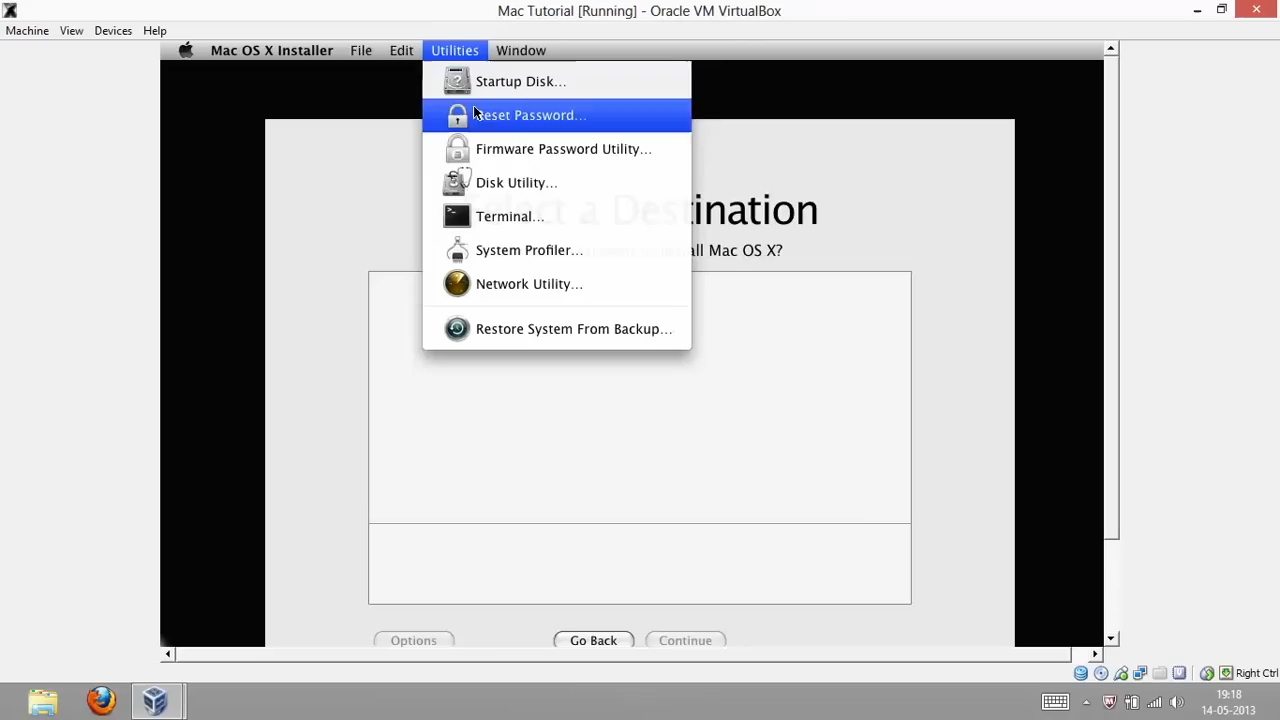 Mac Tutorial [Running] - Oracle VM VirtualBox
Machine View Devices Help
Mac OS X Installer File Edit Utilities Window
Startup Disk...
Reset Password...
Firmware Password Utility...
Disk Utility...
Terminal...
System Profiler...
Network Utility...
Restore System From Backup...
Select a Destination
all Mac OS X?
Options Go Back Continue
Right Ctrl
19:18
14-05-2013